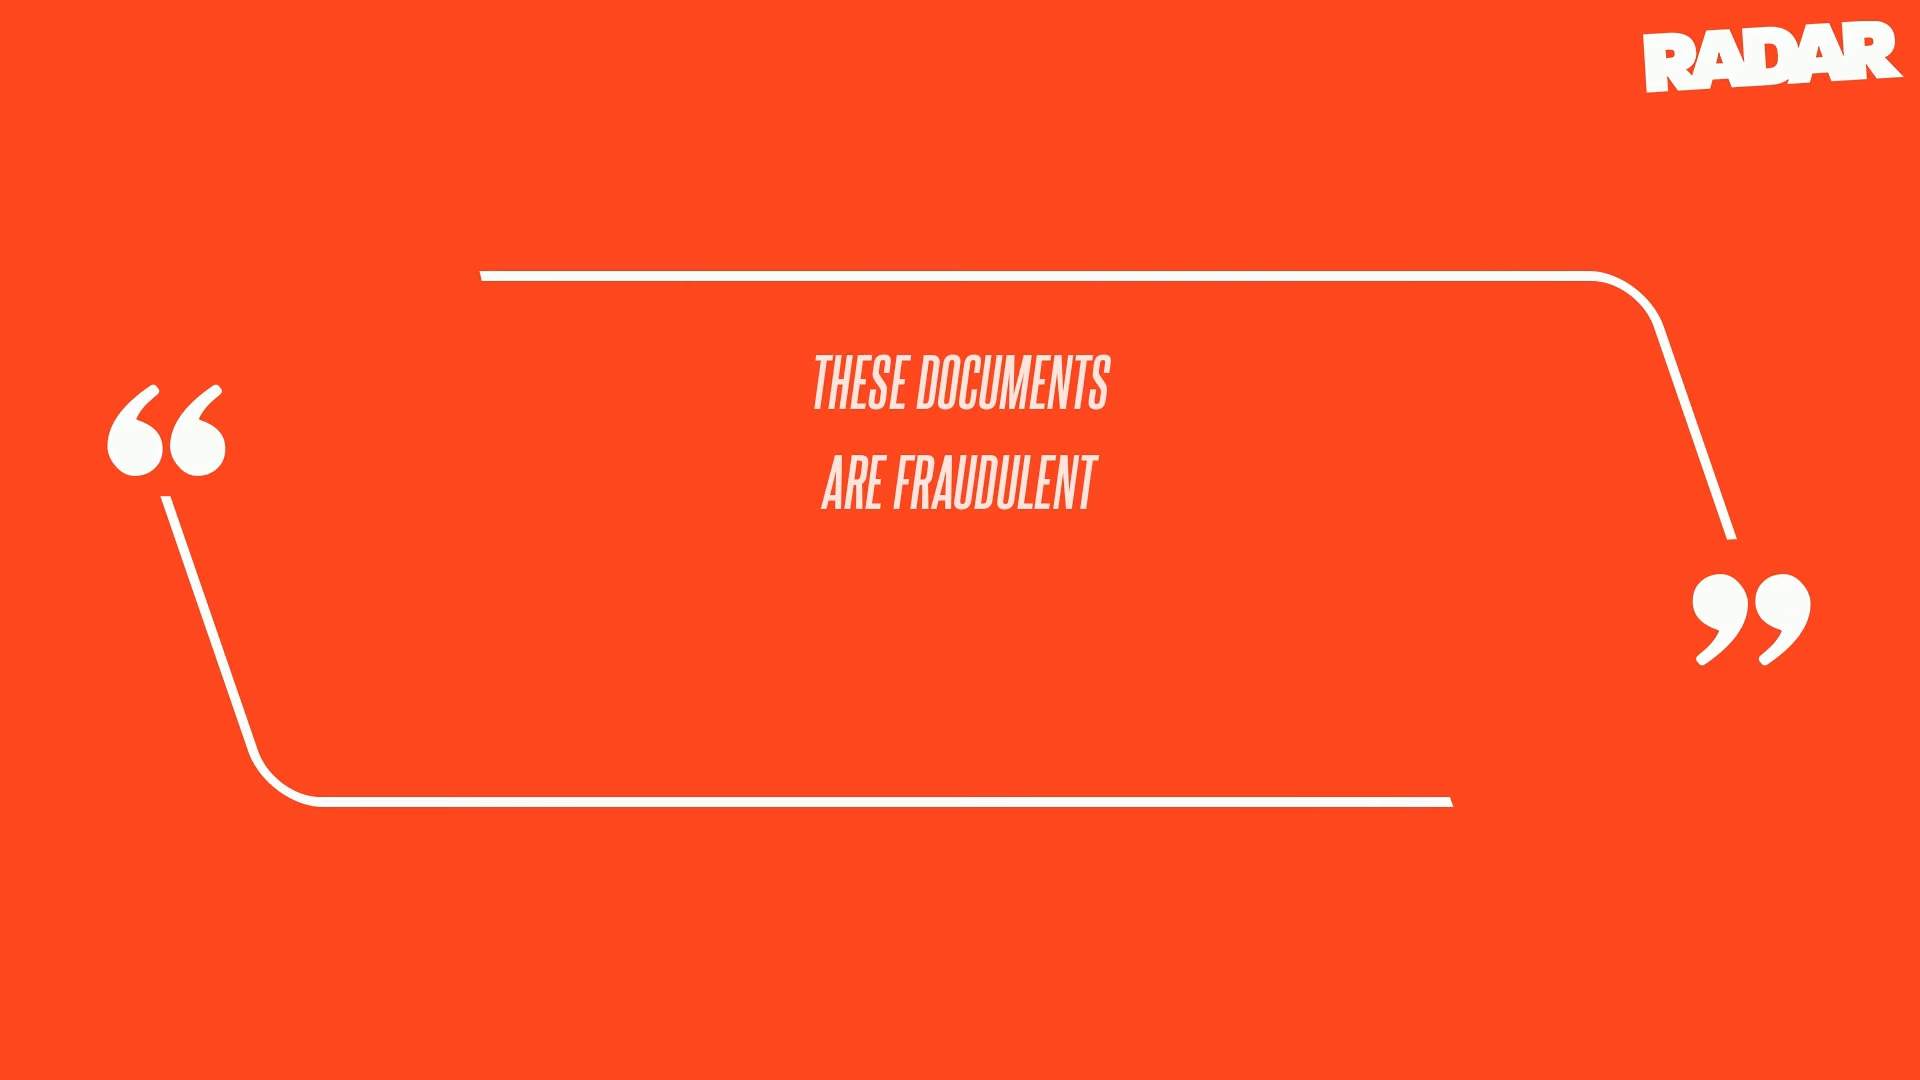 RADAR
“
THESE DOCUMENTS
ARE FRAUDULENT
”